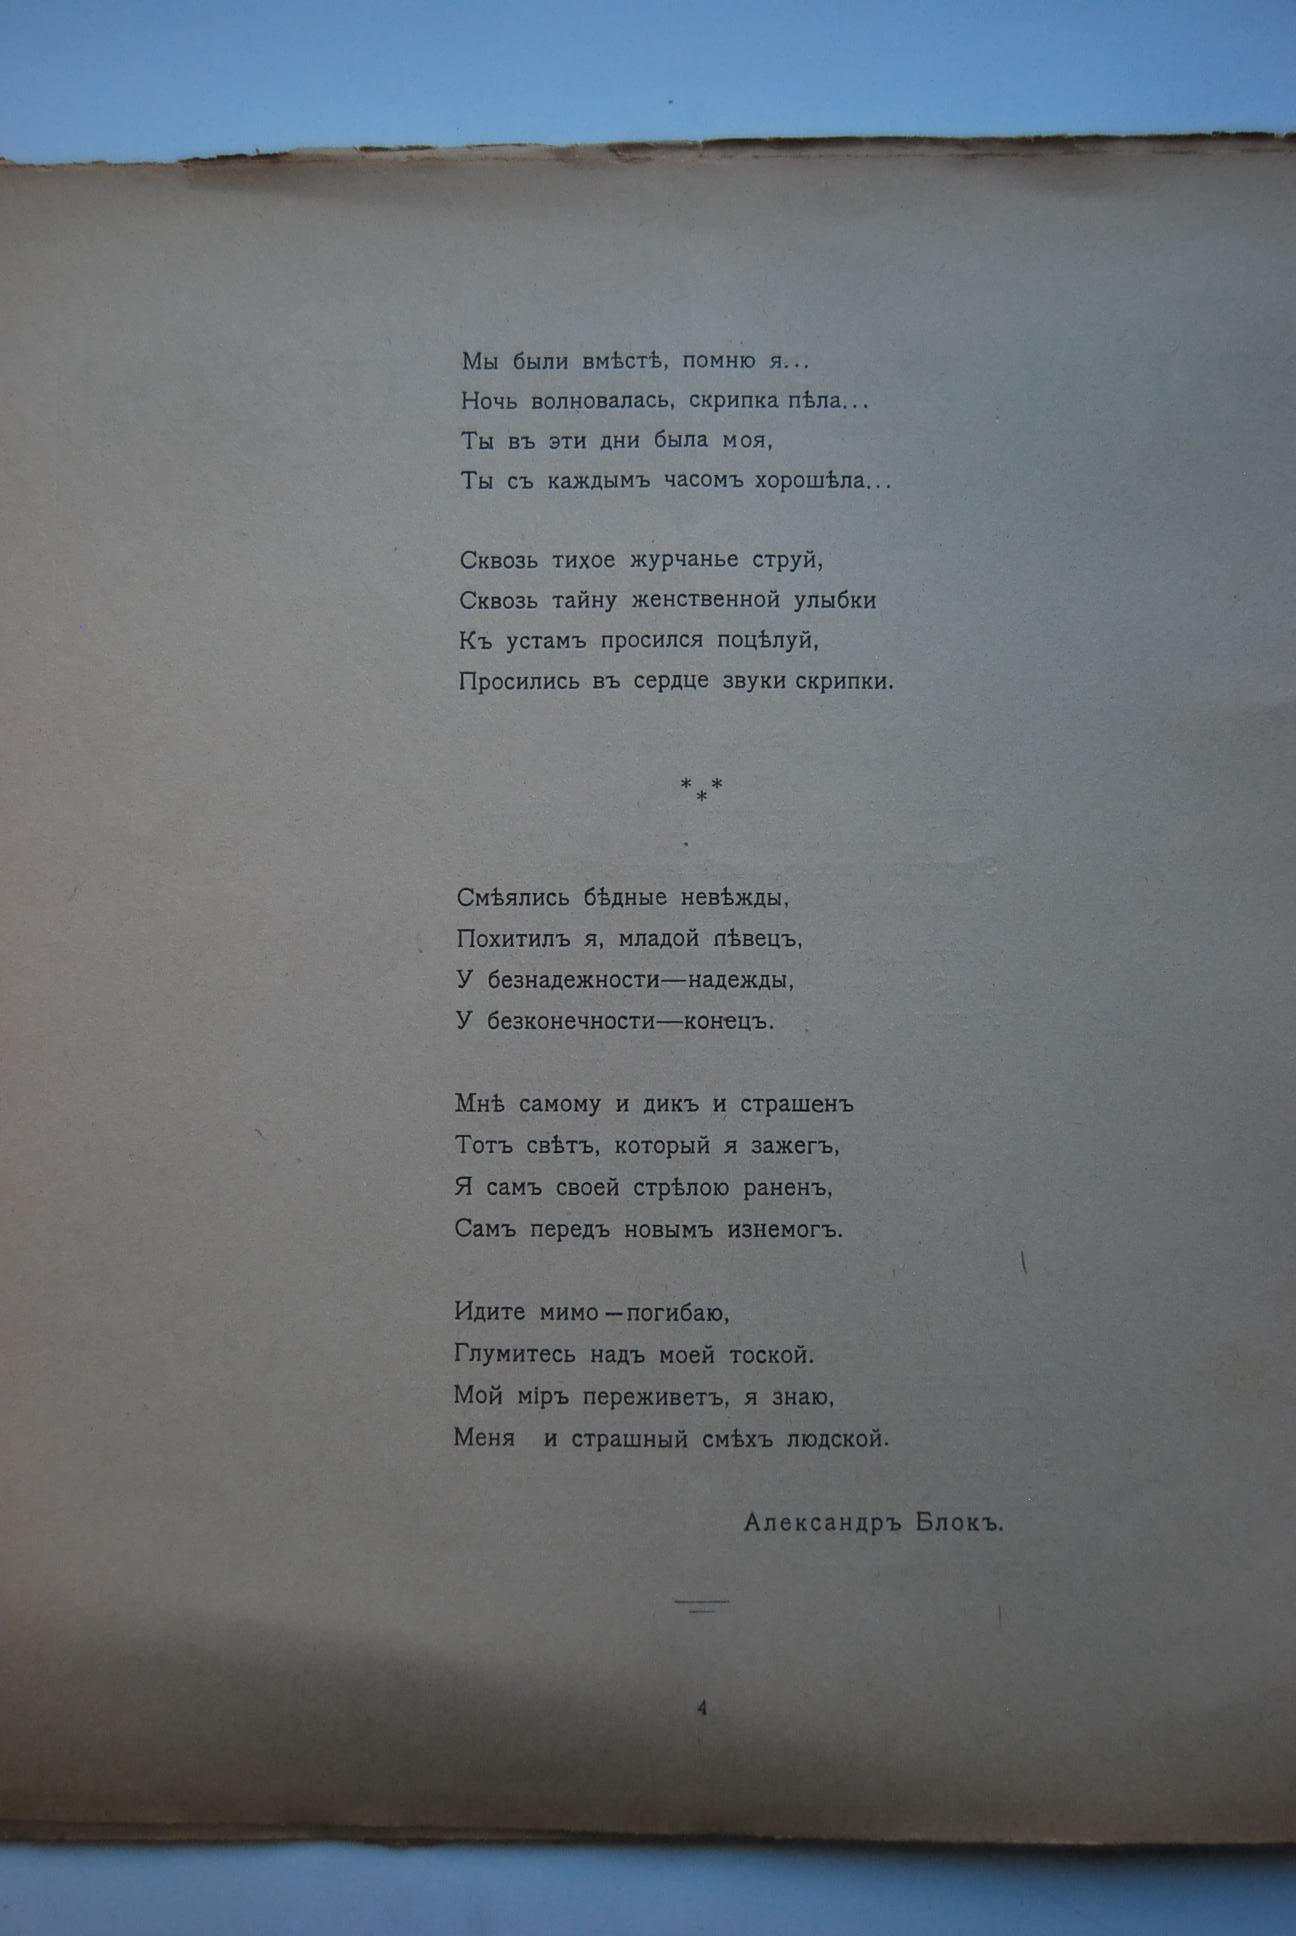 Мы были вмѣстѣ, помню я...
Ночь волновалась, скрипка пѣла...
Ты въ эти дни была моя,
Ты съ каждымъ часомъ хорошѣла...
Сквозь тихое журчанье струй,
Сквозь тайну женственной улыбки
Къ устамъ просился поцѣлуй,
Просились въ сердце звуки скрипки.
* * *
Смѣялись бѣдные невѣжды,
Похитилъ я, младой пѣвецъ,
У безнадежности—надежды,
У безконечности—конецъ.
Мнѣ самому и дикъ и страшенъ
Тотъ свѣтъ, который я зажегъ,
Я самъ своей стрѣлою раненъ,
Самъ передъ новымъ изнемогъ.
Идите мимо—погибаю,
Глумитесь надъ моей тоской.
Мой міръ переживетъ, я знаю,
Меня и страшный смѣхъ людской.
Александръ Блокъ.
4